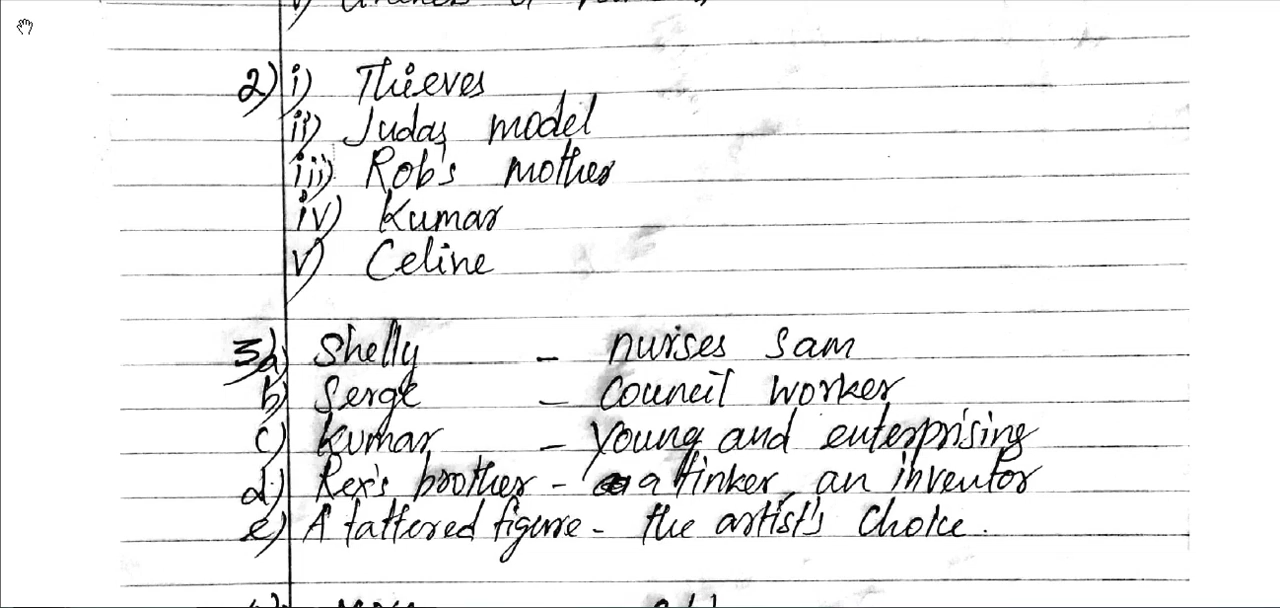 2) i) Thieves
ii) Judas model
iii) Rob's mother
iv) Kumar
v) Celine
3) a) Shelly - nurses Sam
b) Serge - Council worker
c) Kumar - Young and enterprising
d) Rex's brother - a tinker, an inventor
e) A tattered figure - the artist's choice.